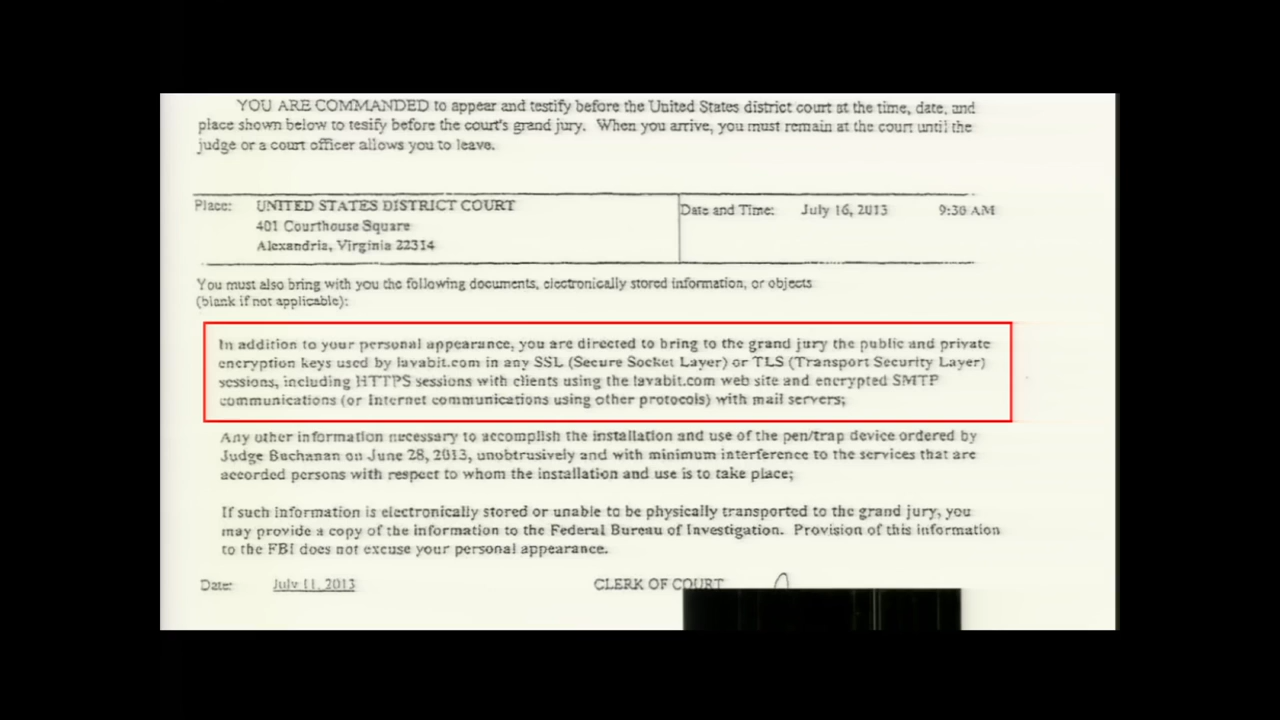 YOU ARE COMMANDED to appear and testify before the United States district court at the time, date, and
place shown below to tesify before the court's grand jury. When you arrive, you must remain at the court until the
judge or a court officer allows you to leave.
Place: UNITED STATES DISTRICT COURT
401 Courthouse Square
Alexandria, Virginia 22314
Date and Time: July 16, 2013 9:30 AM
You must also bring with you the following documents, electronically stored information, or objects
(blank if not applicable):
In addition to your personal appearance, you are directed to bring to the grand jury the public and private
encryption keys used by lavabit.com in any SSL (Secure Socket Layer) or TLS (Transport Security Layer)
sessions, including HTTPS sessions with clients using the lavabit.com web site and encrypted SMTP
communications (or Internet communications using other protocols) with mail servers;
Any other information necessary to accomplish the installation and use of the pen/trap device ordered by
Judge Buchanan on June 28, 2013, unobtrusively and with minimum interference to the services that are
accorded persons with respect to whom the installation and use is to take place;
If such information is electronically stored or unable to be physically transported to the grand jury, you
may provide a copy of the information to the Federal Bureau of Investigation. Provision of this information
to the FBI does not excuse your personal appearance.
Date: July 11, 2013 CLERK OF COURT